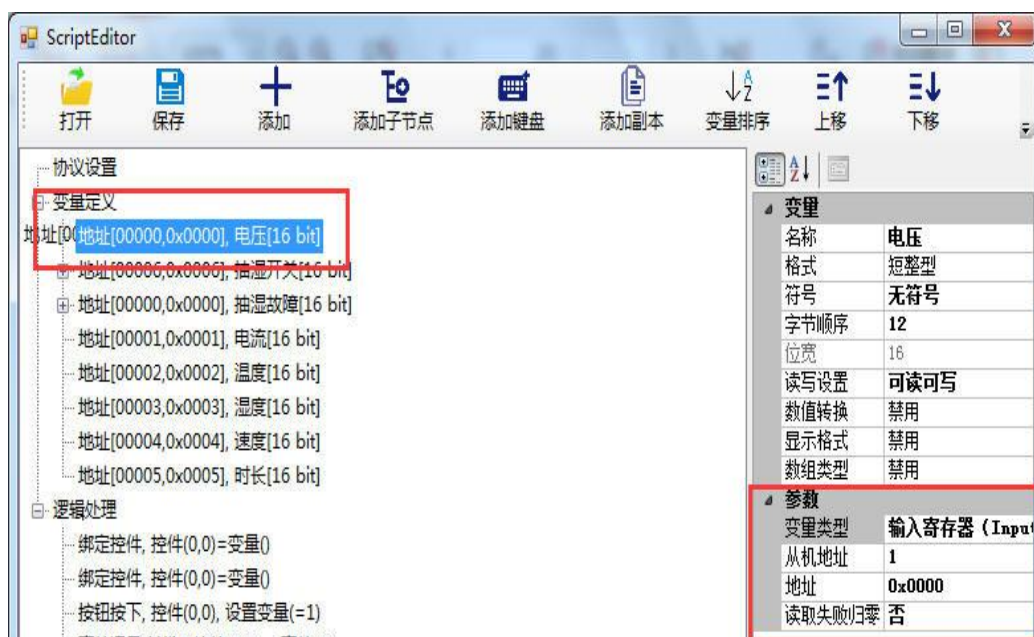 ScriptEditor
打开 保存 添加 添加子节点 添加键盘 添加副本 变量排序 上移 下移
协议设置
变量定义
地址[00000,0x0000], 电压[16 bit]
地址[00006,0x0006], 抽湿开关[16 bit]
地址[00000,0x0000], 抽湿故障[16 bit]
地址[00001,0x0001], 电流[16 bit]
地址[00002,0x0002], 温度[16 bit]
地址[00003,0x0003], 湿度[16 bit]
地址[00004,0x0004], 速度[16 bit]
地址[00005,0x0005], 时长[16 bit]
逻辑处理
绑定控件, 控件(0,0)=变量()
绑定控件, 控件(0,0)=变量()
按钮按下, 控件(0,0), 设置变量(=1)
变量
名称 电压
格式 短整型
符号 无符号
字节顺序 12
位宽 16
读写设置 可读可写
数值转换 禁用
显示格式 禁用
数组类型 禁用
参数
变量类型 输入寄存器（Input
从机地址 1
地址 0x0000
读取失败归零 否